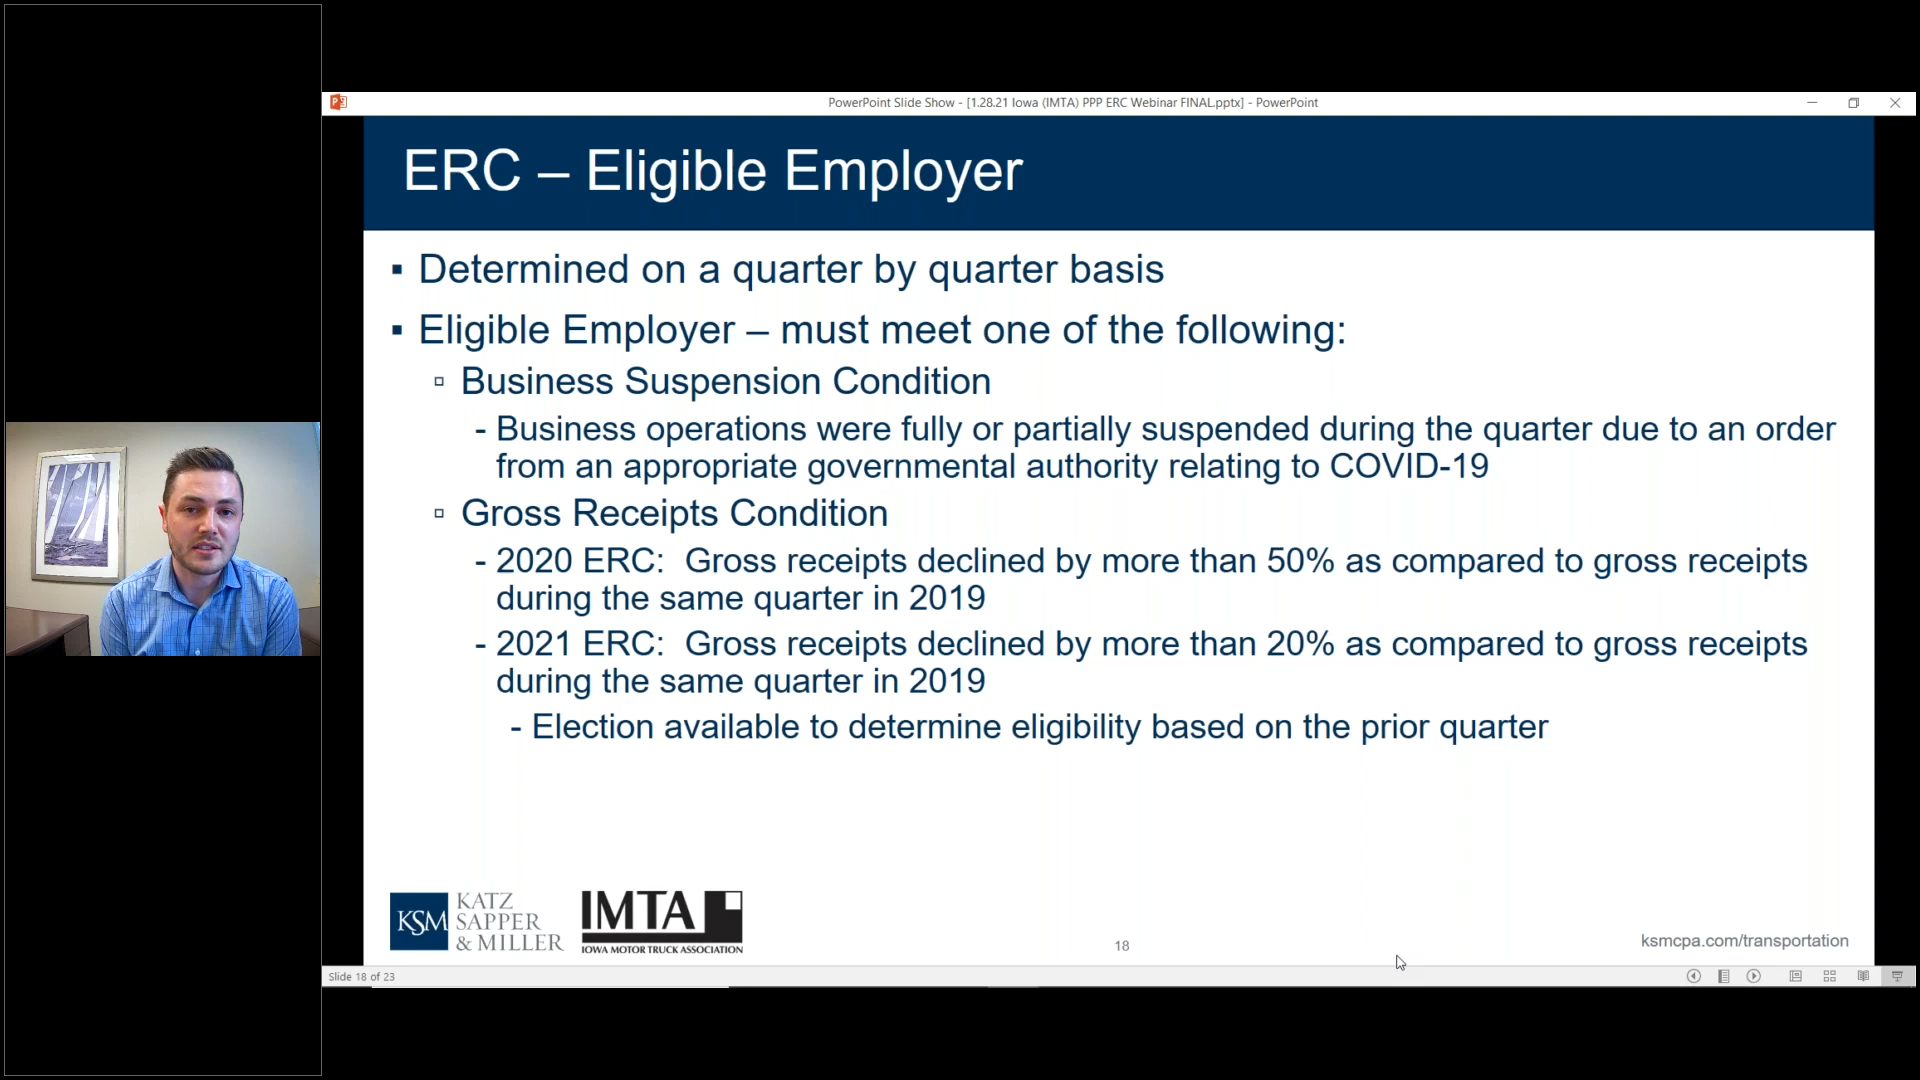 PowerPoint Slide Show - [1.28.21 Iowa (IMTA) PPP ERC Webinar FINAL.pptx] - PowerPoint
ERC – Eligible Employer
▪ Determined on a quarter by quarter basis
▪ Eligible Employer – must meet one of the following:
▫ Business Suspension Condition
- Business operations were fully or partially suspended during the quarter due to an order
from an appropriate governmental authority relating to COVID-19
▫ Gross Receipts Condition
- 2020 ERC:  Gross receipts declined by more than 50% as compared to gross receipts
during the same quarter in 2019
- 2021 ERC:  Gross receipts declined by more than 20% as compared to gross receipts
during the same quarter in 2019
- Election available to determine eligibility based on the prior quarter
KSM
KATZ
SAPPER
& MILLER
IMTA
IOWA MOTOR TRUCK ASSOCIATION
18
ksmcpa.com/transportation
Slide 18 of 23